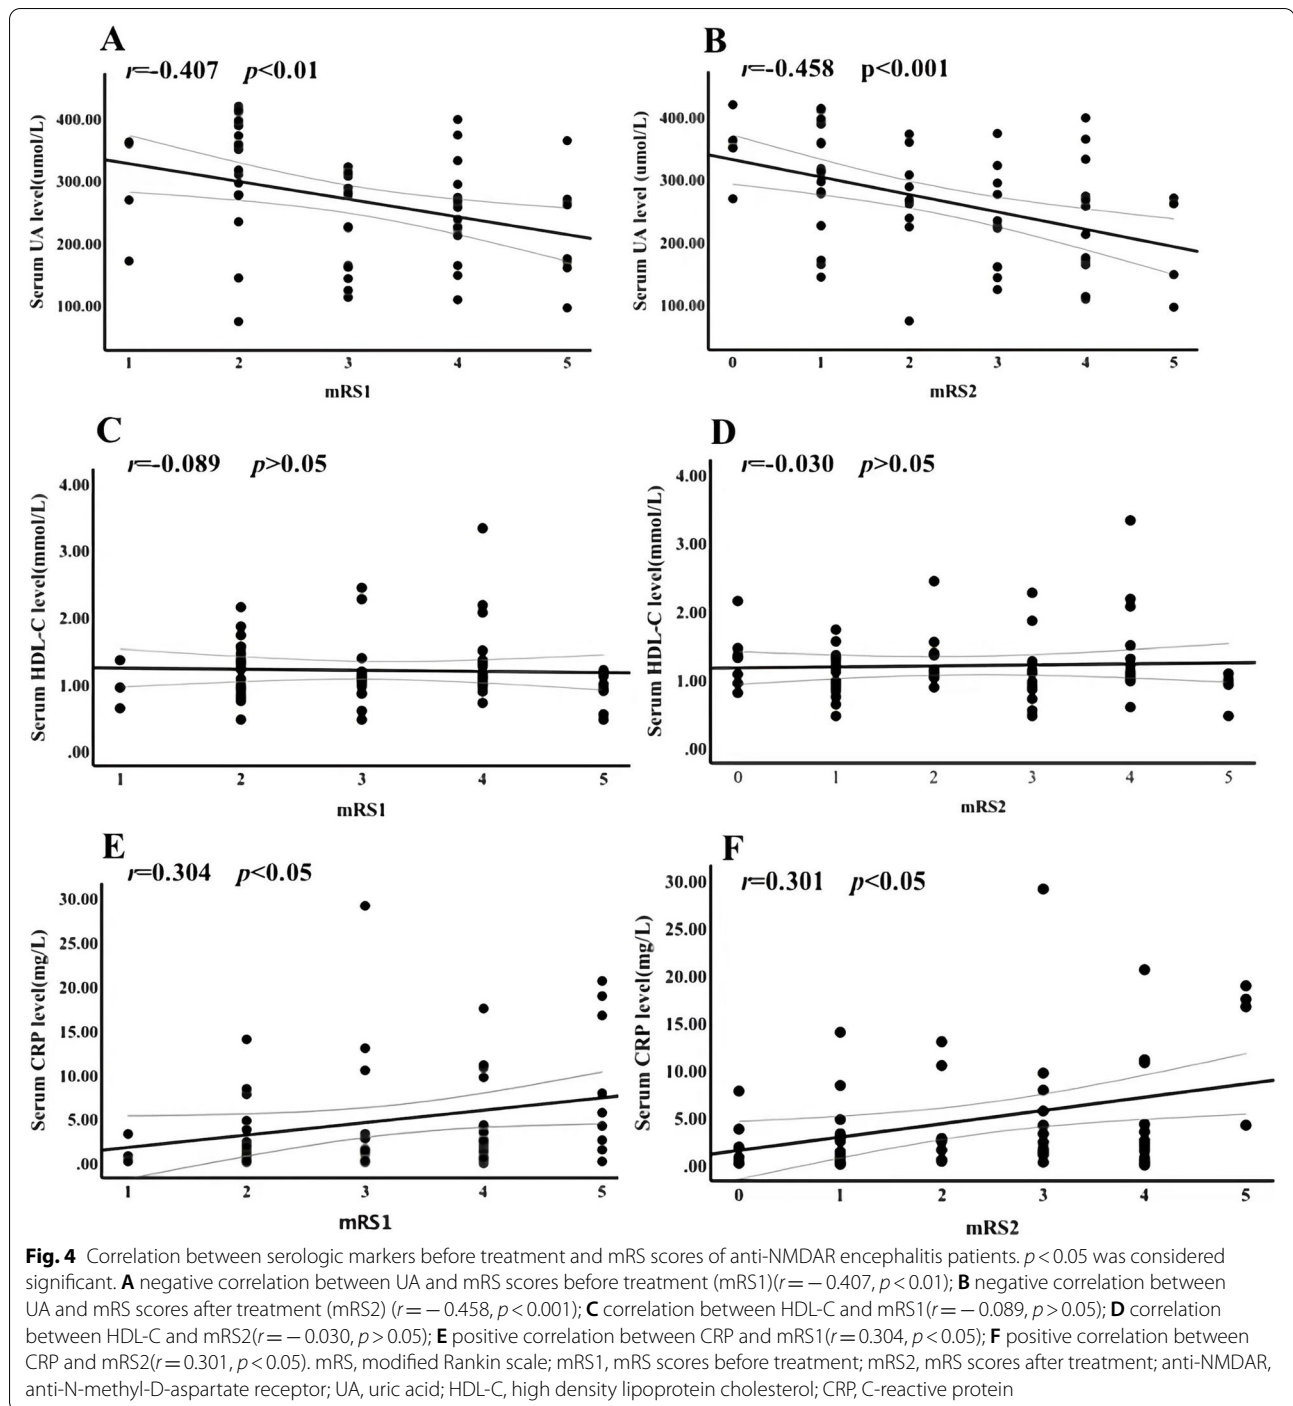 A
r=-0.407 p<0.01
Serum UA level(umol/L)
400.00
300.00
200.00
100.00
1 2 3 4 5
mRS1
B
r=-0.458 p<0.001
Serum UA level (umol/L)
400.00
300.00
200.00
100.00
0 1 2 3 4 5
mRS2
C
r=-0.089 p>0.05
Serum HDL-C level(mmol/L)
4.00
3.00
2.00
1.00
.00
1 2 3 4 5
mRS1
D
r=-0.030 p>0.05
Serum HDL-C level(mmol/L)
4.00
3.00
2.00
1.00
.00
0 1 2 3 4 5
mRS2
E
r=0.304 p<0.05
Serum CRP level(mg/L)
30.00
25.00
20.00
15.00
10.00
5.00
.00
1 2 3 4 5
mRS1
F
r=0.301 p<0.05
Serum CRP level(mg/L)
30.00
25.00
20.00
15.00
10.00
5.00
.00
0 1 2 3 4 5
mRS2
Fig. 4 Correlation between serologic markers before treatment and mRS scores of anti-NMDAR encephalitis patients. p < 0.05 was considered
significant. A negative correlation between UA and mRS scores before treatment (mRS1)(r = − 0.407, p < 0.01); B negative correlation between
UA and mRS scores after treatment (mRS2) (r = − 0.458, p < 0.001); C correlation between HDL-C and mRS1(r = − 0.089, p > 0.05); D correlation
between HDL-C and mRS2(r = − 0.030, p > 0.05); E positive correlation between CRP and mRS1(r = 0.304, p < 0.05); F positive correlation between
CRP and mRS2(r = 0.301, p < 0.05). mRS, modified Rankin scale; mRS1, mRS scores before treatment; mRS2, mRS scores after treatment; anti-NMDAR,
anti-N-methyl-D-aspartate receptor; UA, uric acid; HDL-C, high density lipoprotein cholesterol; CRP, C-reactive protein